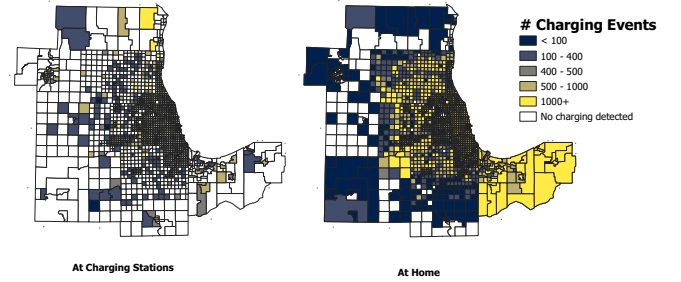 # Charging Events
< 100
100 - 400
400 - 500
500 - 1000
1000+
No charging detected
At Charging Stations
At Home